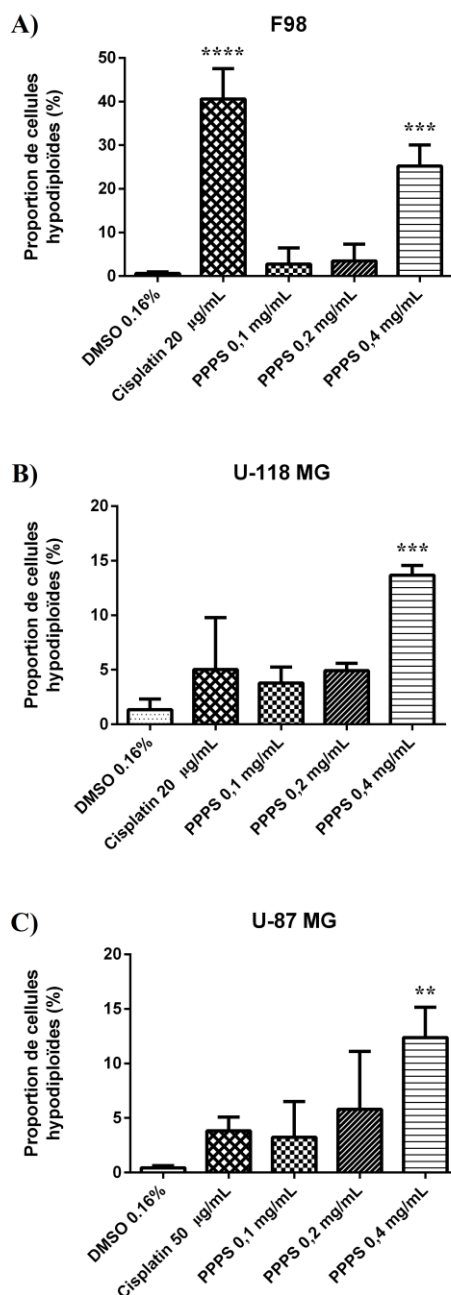 A)
F98
****
***
Proportion de cellules
hypodiploïdes (%)
50
40
30
20
10
0
DMSO 0.16%
Cisplatin 20 µg/mL
PPPS 0,1 mg/mL
PPPS 0,2 mg/mL
PPPS 0,4 mg/mL
B)
U-118 MG
***
Proportion de cellules
hypodiploïdes (%)
20
15
10
5
0
DMSO 0.16%
Cisplatin 20 µg/mL
PPPS 0,1 mg/mL
PPPS 0,2 mg/mL
PPPS 0,4 mg/mL
C)
U-87 MG
**
Proportion de cellules
hypodiploïdes (%)
20
15
10
5
0
DMSO 0.16%
Cisplatin 50 µg/mL
PPPS 0,1 mg/mL
PPPS 0,2 mg/mL
PPPS 0,4 mg/mL